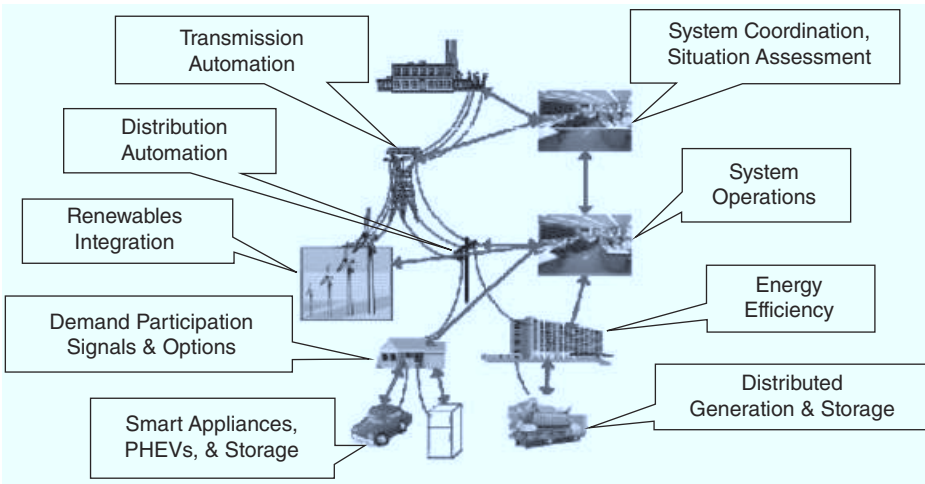 Transmission
Automation
System Coordination,
Situation Assessment
Distribution
Automation
System
Operations
Renewables
Integration
Energy
Efficiency
Demand Participation
Signals & Options
Distributed
Generation & Storage
Smart Appliances,
PHEVs, & Storage